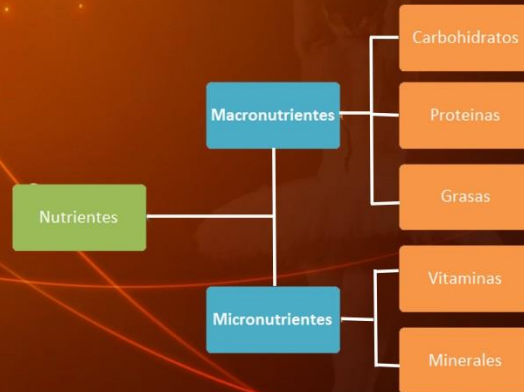 Carbohidratos
Macronutrientes
Proteinas
Grasas
Nutrientes
Vitaminas
Micronutrientes
Minerales